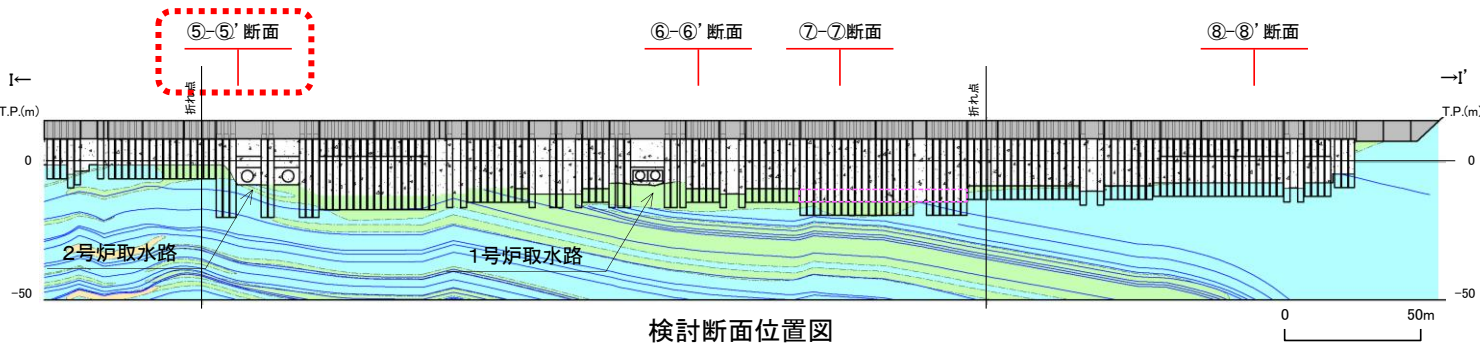 ⑤-⑤’断面
⑥-⑥’断面
⑦-⑦断面
⑧-⑧’断面
I←
→I’
T.P.(m)
折れ点
折れ点
T.P.(m)
0
0
2号炉取水路
1号炉取水路
-50
-50
検討断面位置図
0
50m